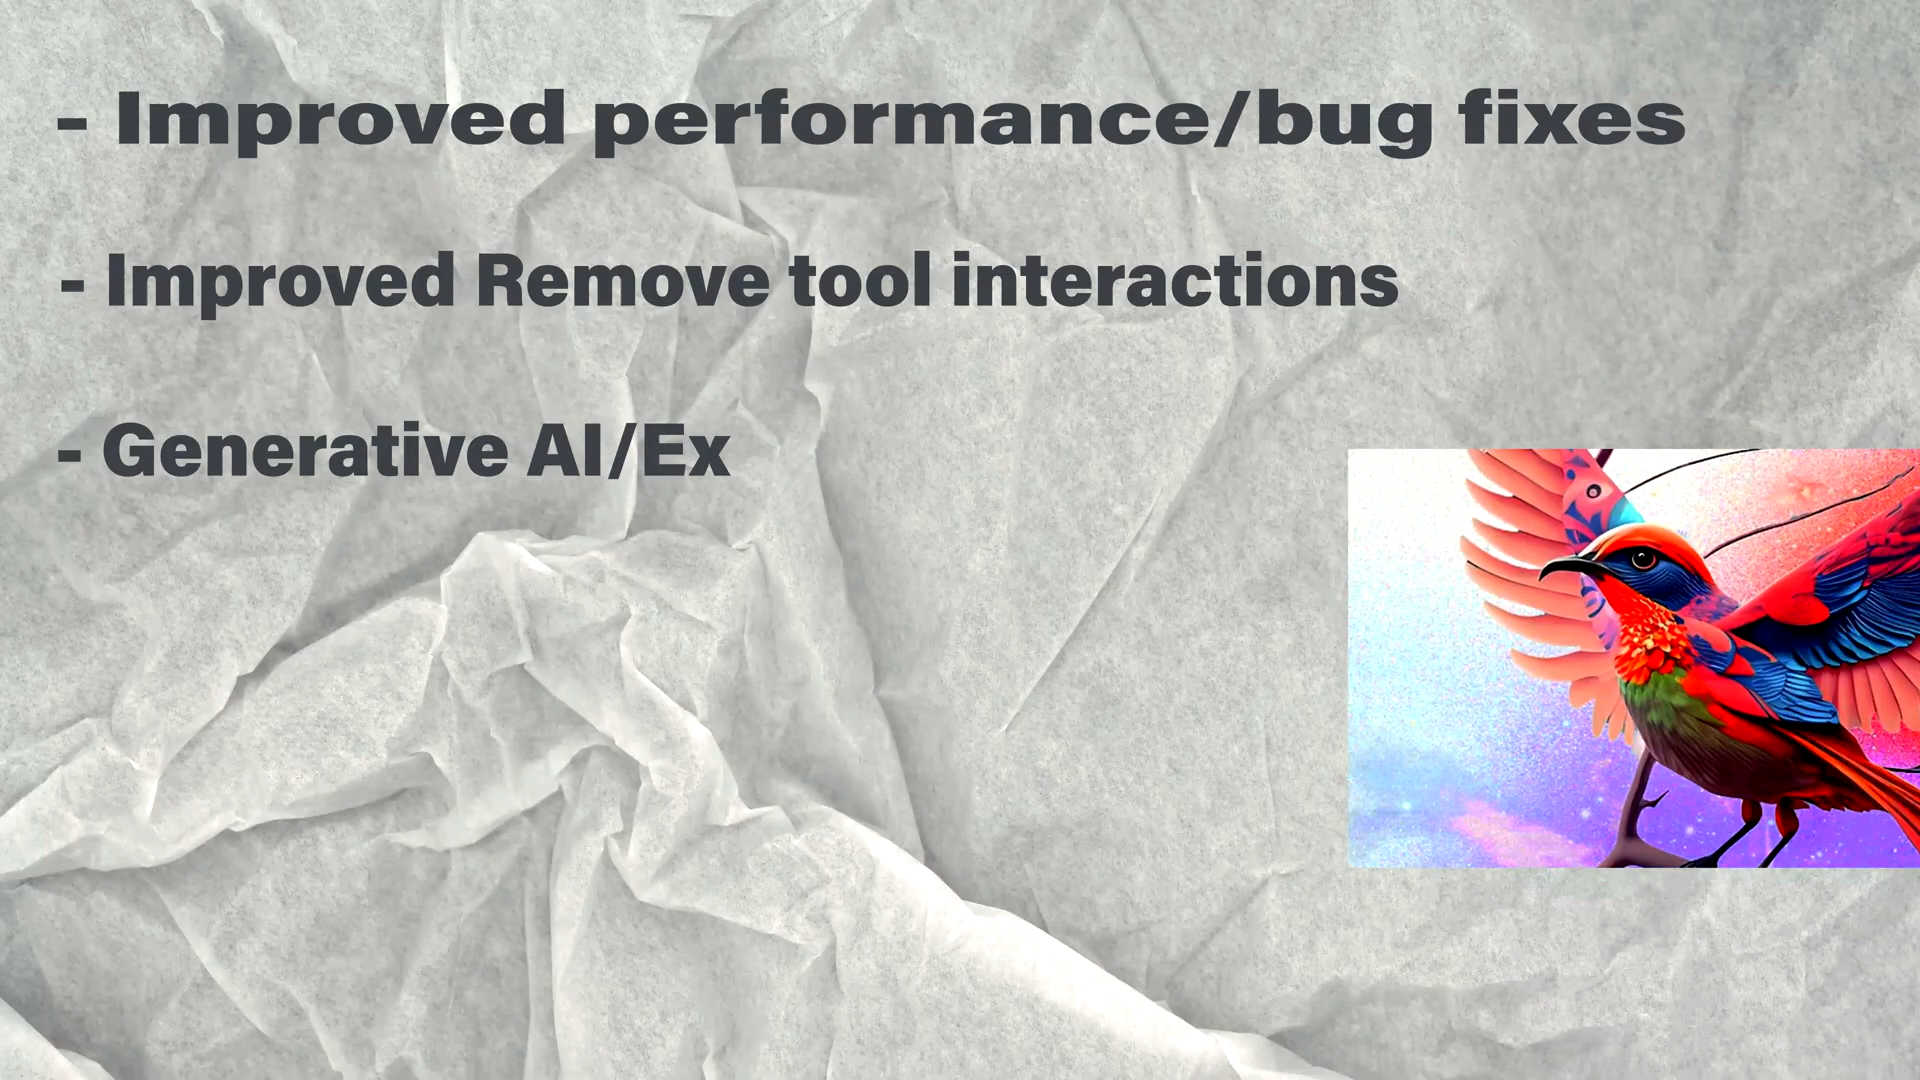 - Improved performance/bug fixes
- Improved Remove tool interactions
- Generative AI/Ex